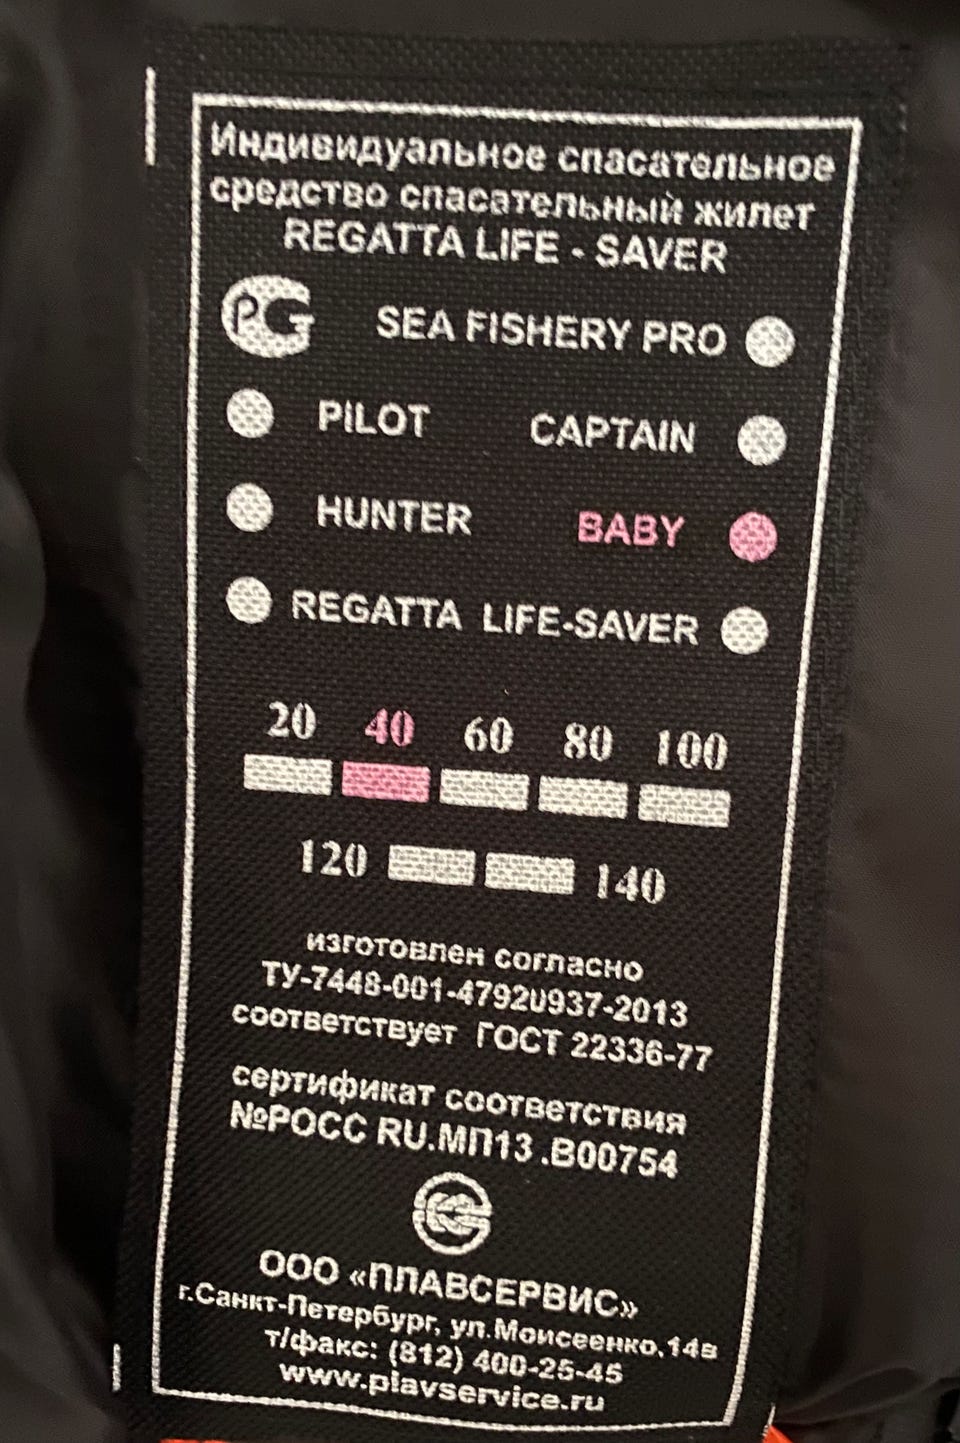 Индивидуальное спасательное
средство спасательный жилет
REGATTA LIFE - SAVER
РG SEA FISHERY PRO
PILOT CAPTAIN
HUNTER BABY
REGATTA LIFE-SAVER
20 40 60 80 100
120 140
изготовлен согласно
ТУ-7448-001-47920937-2013
соответствует ГОСТ 22336-77
сертификат соответствия
№РОСС RU.МП13 .В00754
ООО «ПЛАВСЕРВИС»
г.Санкт-Петербург, ул.Моисеенко,14в
т/факс: (812) 400-25-45
www.plavservice.ru